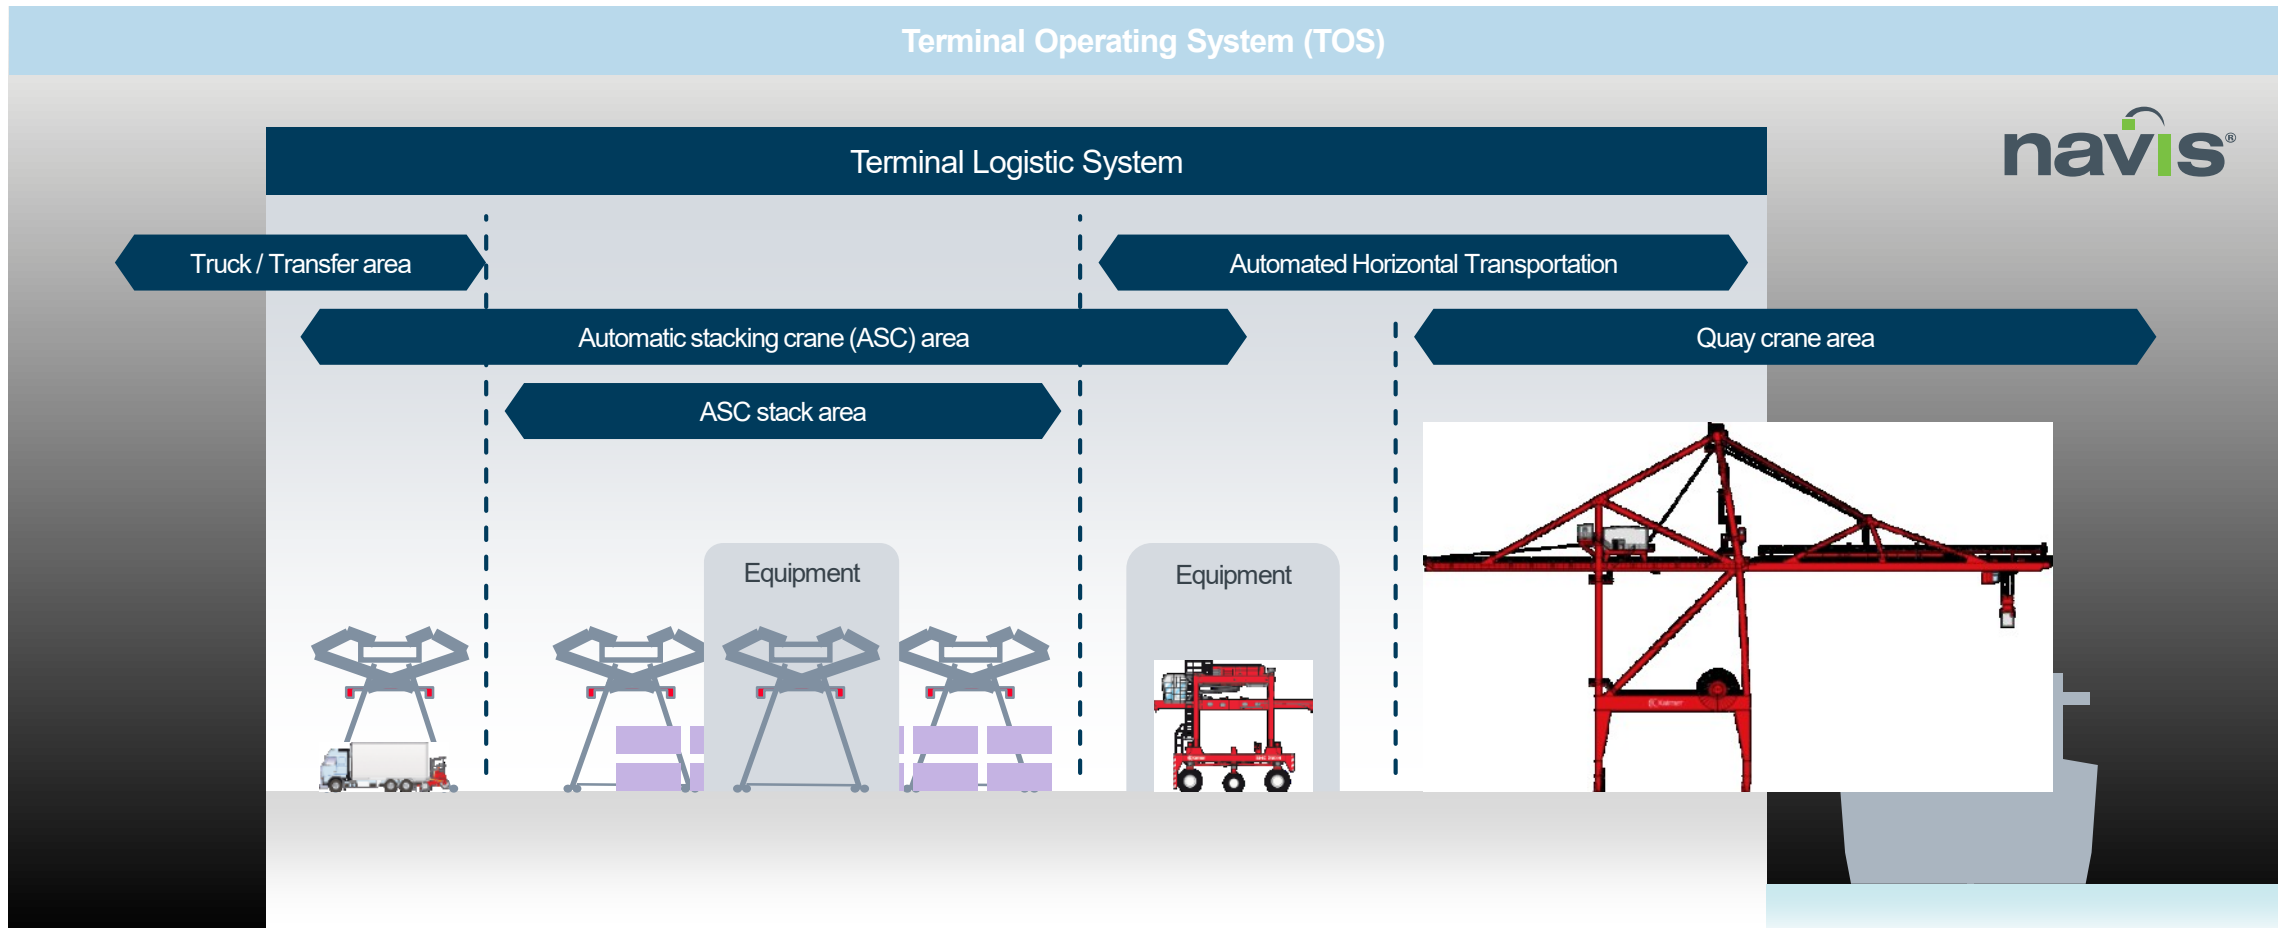 Terminal Operating System (TOS)
navis®
Terminal Logistic System
Truck / Transfer area
Automated Horizontal Transportation
Automatic stacking crane (ASC) area
Quay crane area
ASC stack area
Equipment
Equipment
Kalmar